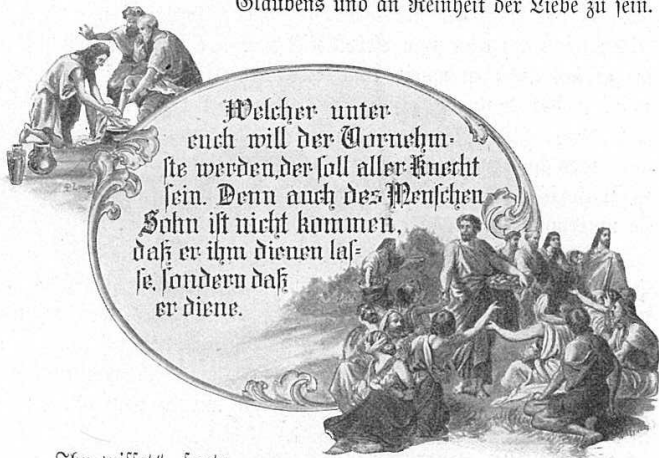 Glaubens und an Reinheit der Liebe zu sein.
Welcher unter
euch will der Vornehm-
ste werden, der soll aller Knecht
sein. Denn auch des Menschen
Sohn ist nicht kommen,
daß er ihm dienen las-
se, sondern daß
er diene.